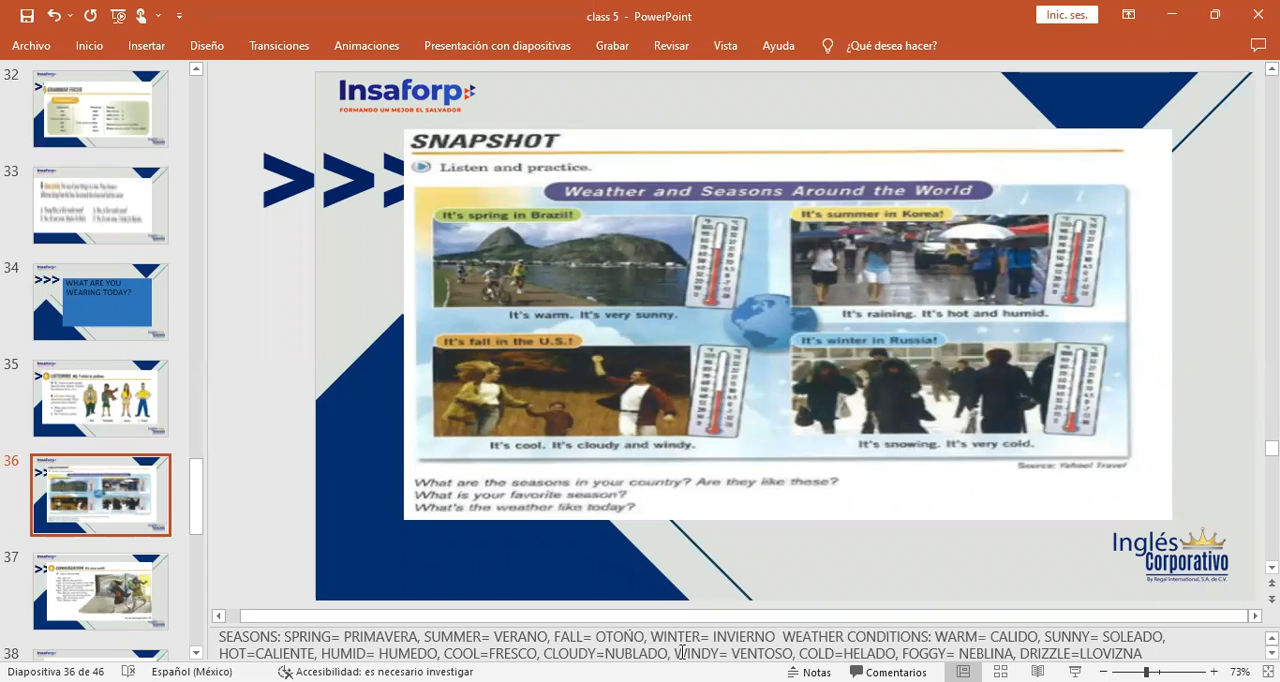 class 5 - PowerPoint
Inic. ses.
Archivo Inicio Insertar Diseño Transiciones Animaciones Presentación con diapositivas Grabar Revisar Vista Ayuda ¿Qué desea hacer?
32
33
34
WHAT ARE YOU
WEARING TODAY?
35
36
37
38
Insaforp
FORMANDO UN MEJOR EL SALVADOR
>>>
SNAPSHOT
Listen and practice.
Weather and Seasons Around the World
It's spring in Brazil!
It's warm. It's very sunny.
It's summer in Korea!
It's raining. It's hot and humid.
It's fall in the U.S.!
It's cool. It's cloudy and windy.
It's winter in Russia!
It's snowing. It's very cold.
Source: Yahoo! Travel
What are the seasons in your country? Are they like these?
What is your favorite season?
What's the weather like today?
Inglés
Corporativo
By Regal International, S.A. de C.V.
SEASONS: SPRING= PRIMAVERA, SUMMER= VERANO, FALL= OTOÑO, WINTER= INVIERNO WEATHER CONDITIONS: WARM= CALIDO, SUNNY= SOLEADO,
HOT=CALIENTE, HUMID= HUMEDO, COOL=FRESCO, CLOUDY=NUBLADO, WINDY= VENTOSO, COLD=HELADO, FOGGY= NEBLINA, DRIZZLE=LLOVIZNA
Diapositiva 36 de 46 Español (México) Accesibilidad: es necesario investigar Notas Comentarios 73%